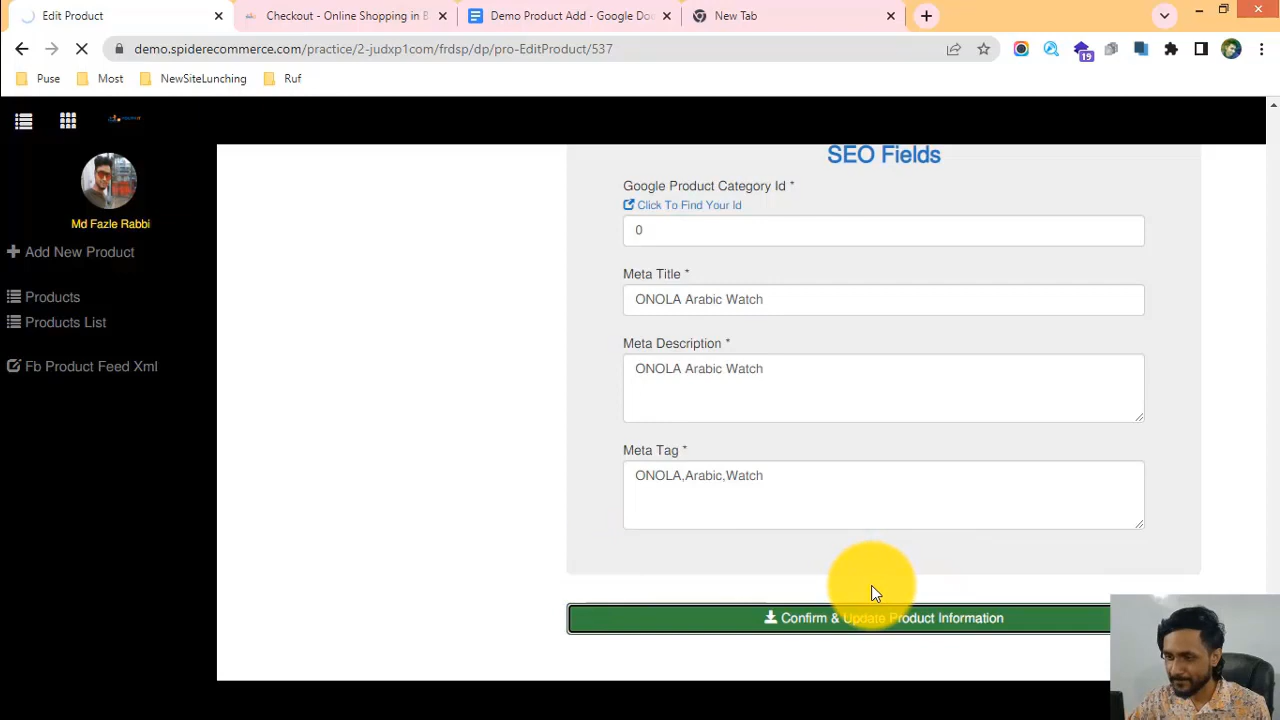 Edit Product
Checkout - Online Shopping in B
Demo Product Add - Google Do
New Tab
demo.spiderecommerce.com/practice/2-judxp1com/frdsp/dp/pro-EditProduct/537
19
Puse
Most
NewSiteLunching
Ruf
Md Fazle Rabbi
Add New Product
Products
Products List
Fb Product Feed Xml
SEO Fields
Google Product Category Id *
Click To Find Your Id
0
Meta Title *
ONOLA Arabic Watch
Meta Description *
ONOLA Arabic Watch
Meta Tag *
ONOLA,Arabic,Watch
Confirm & Update Product Information